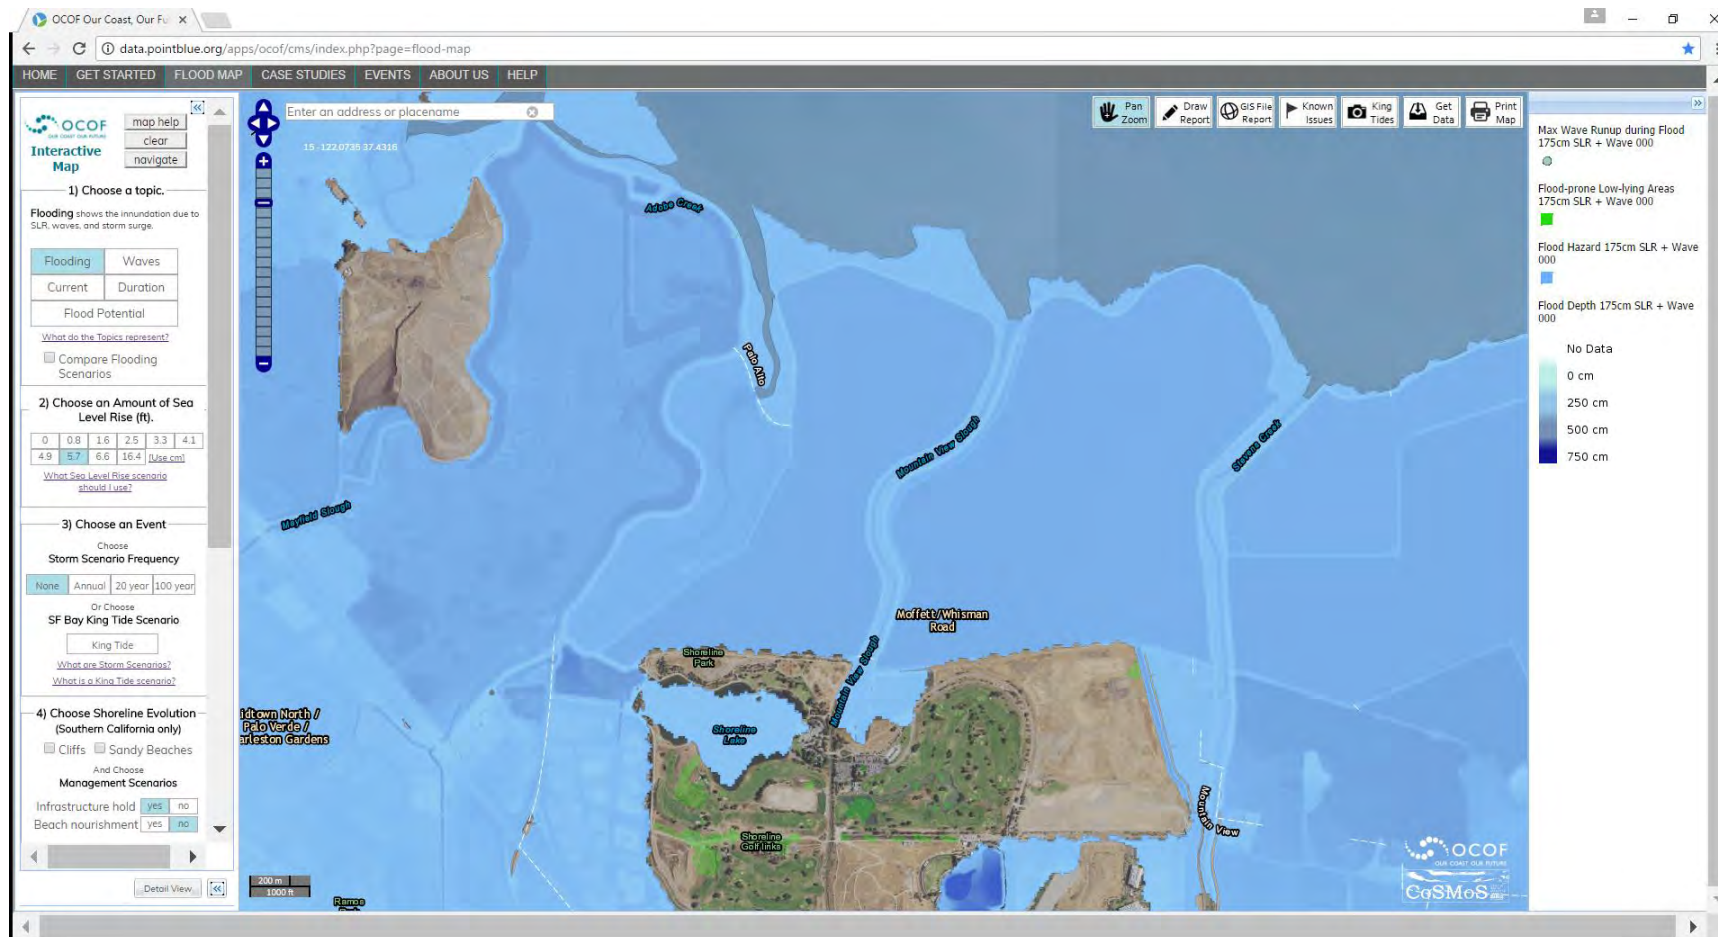 OCOF Our Coast, Our Fu
data.pointblue.org/apps/ocof/cms/index.php?page=flood-map
HOME GET STARTED FLOOD MAP CASE STUDIES EVENTS ABOUT US HELP
OCOF
OUR COAST OUR FUTURE
Interactive
Map
map help
clear
navigate
1) Choose a topic.
Flooding shows the innundation due to
SLR, waves, and storm surge.
Flooding Waves
Current Duration
Flood Potential
What do the Topics represent?
Compare Flooding
Scenarios
2) Choose an Amount of Sea
Level Rise (ft).
0 0.8 1.6 2.5 3.3 4.1
4.9 5.7 6.6 16.4 [Use cm]
What Sea Level Rise scenario
should I use?
3) Choose an Event
Choose
Storm Scenario Frequency
None Annual 20 year 100 year
Or Choose
SF Bay King Tide Scenario
King Tide
What are Storm Scenarios?
What is a King Tide scenario?
4) Choose Shoreline Evolution
(Southern California only)
Cliffs Sandy Beaches
And Choose
Management Scenarios
Infrastructure hold yes no
Beach nourishment yes no
Detail View
Enter an address or placename
15 -122.0735 37.4316
Pan
Zoom
Draw
Report
GIS File
Report
Known
Issues
King
Tides
Get
Data
Print
Map
Adobe Creek
Palo Alto
Mountain View Slough
Stevens Creek
Mayfield Slough
Moffett/Whisman
Road
Shoreline
Park
Mountain View Slough
Shoreline
Lake
idtown North /
Palo Verde /
arleston Gardens
Mountain View
Shoreline
Golf links
Ramos
200 m
1000 ft
OCOF
OUR COAST OUR FUTURE
CoSMoS
Max Wave Runup during Flood
175cm SLR + Wave 000
Flood-prone Low-lying Areas
175cm SLR + Wave 000
Flood Hazard 175cm SLR + Wave
000
Flood Depth 175cm SLR + Wave
000
No Data
0 cm
250 cm
500 cm
750 cm